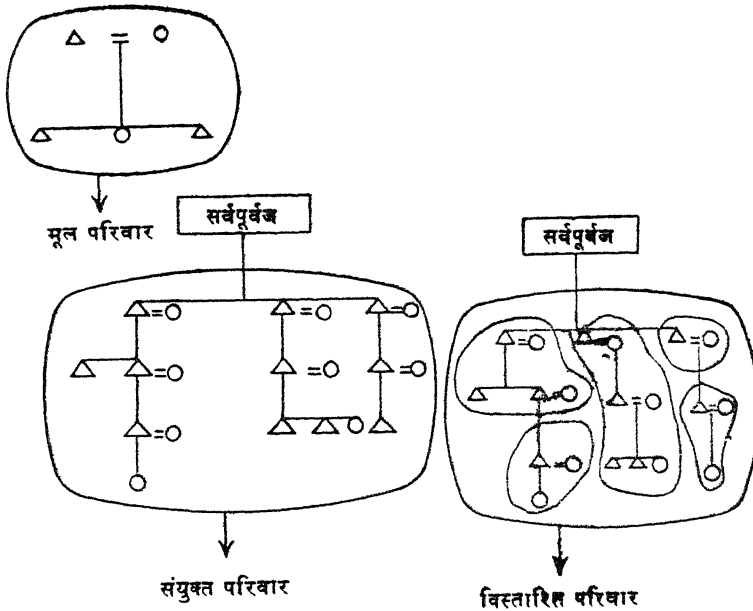 मूल परिवार
सर्वपूर्वज
सर्वपूर्वज
संयुक्त परिवार
विस्तारित परिवार